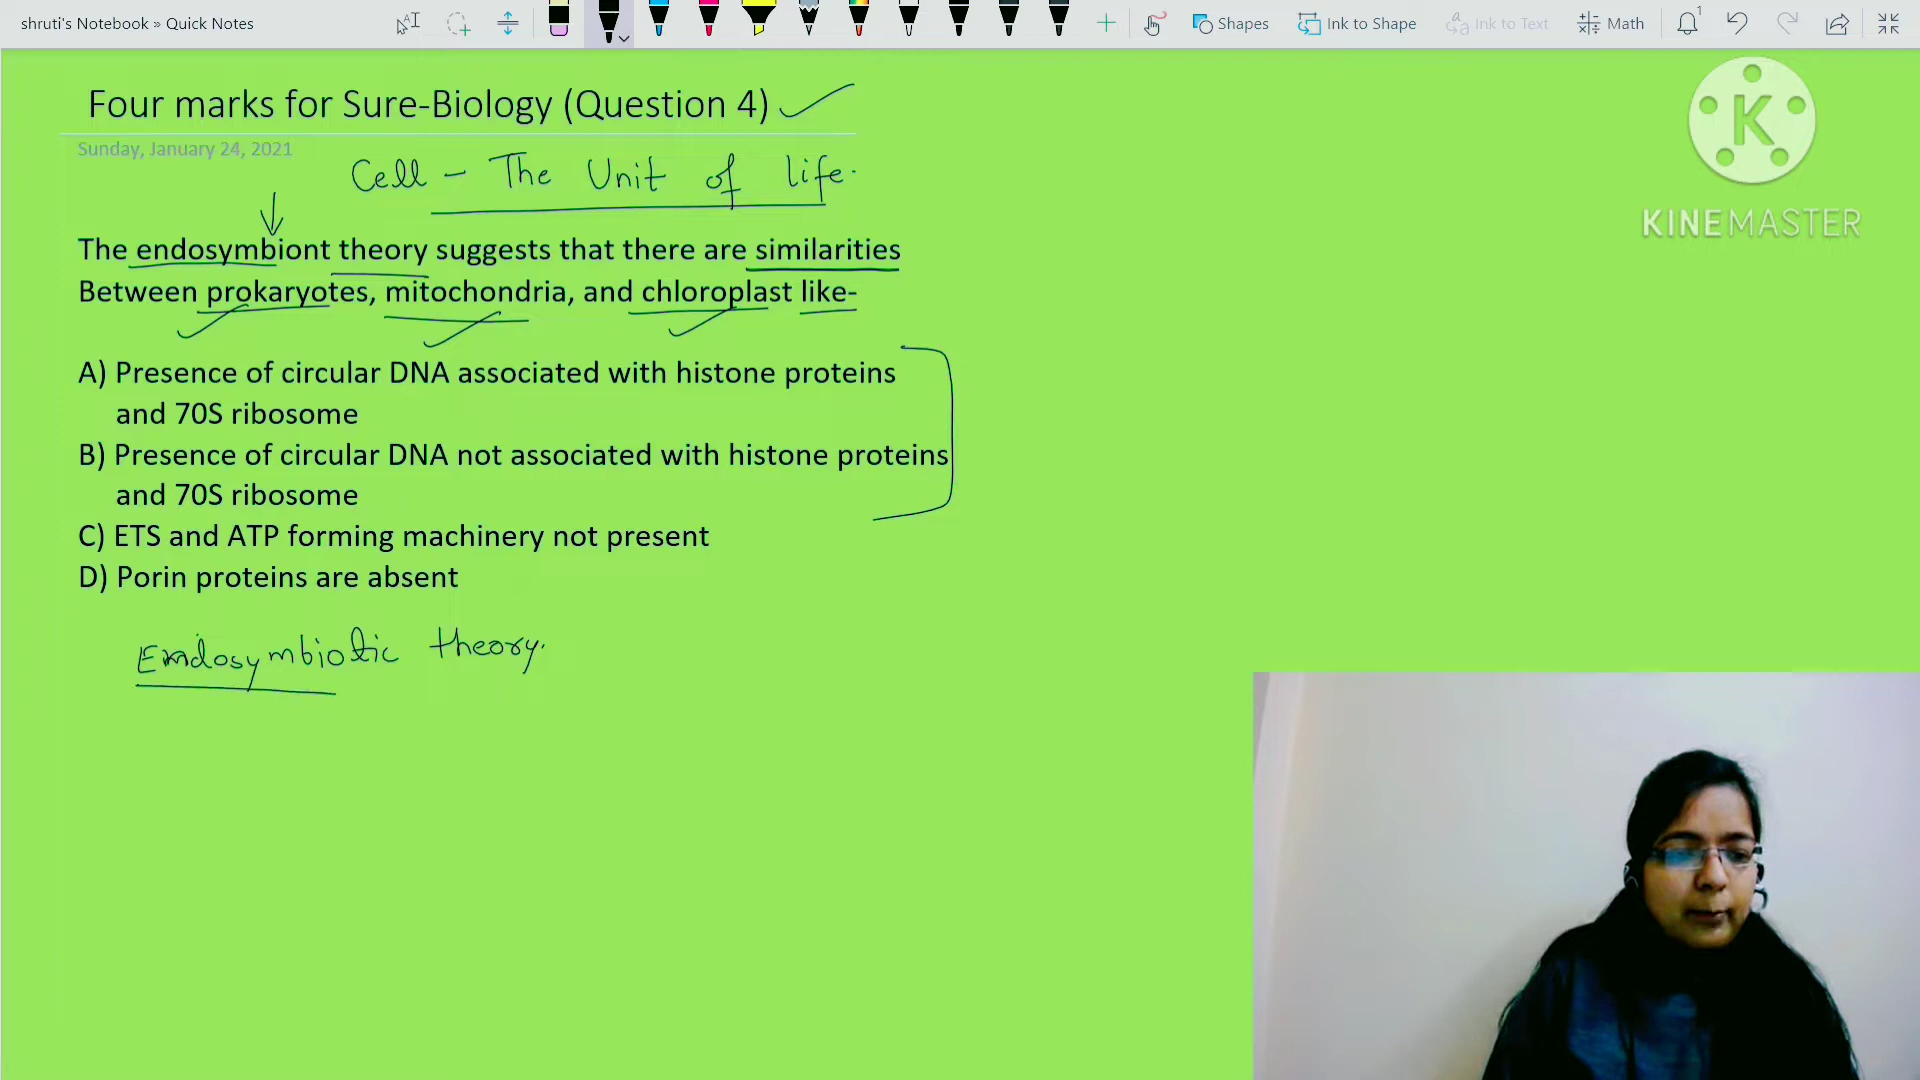 shruti's Notebook » Quick Notes
Shapes Ink to Shape Ink to Text Math 1
Four marks for Sure-Biology (Question 4)
Sunday, January 24, 2021
Cell - The Unit of life.
The endosymbiont theory suggests that there are similarities
Between prokaryotes, mitochondria, and chloroplast like-
A) Presence of circular DNA associated with histone proteins
and 70S ribosome
B) Presence of circular DNA not associated with histone proteins
and 70S ribosome
C) ETS and ATP forming machinery not present
D) Porin proteins are absent
Endosymbiotic theory.
K
KINEMASTER